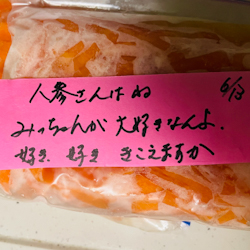 人参さんはね 6/13
みっちゃんが大好きなんよ。
好き、好き きこえますか